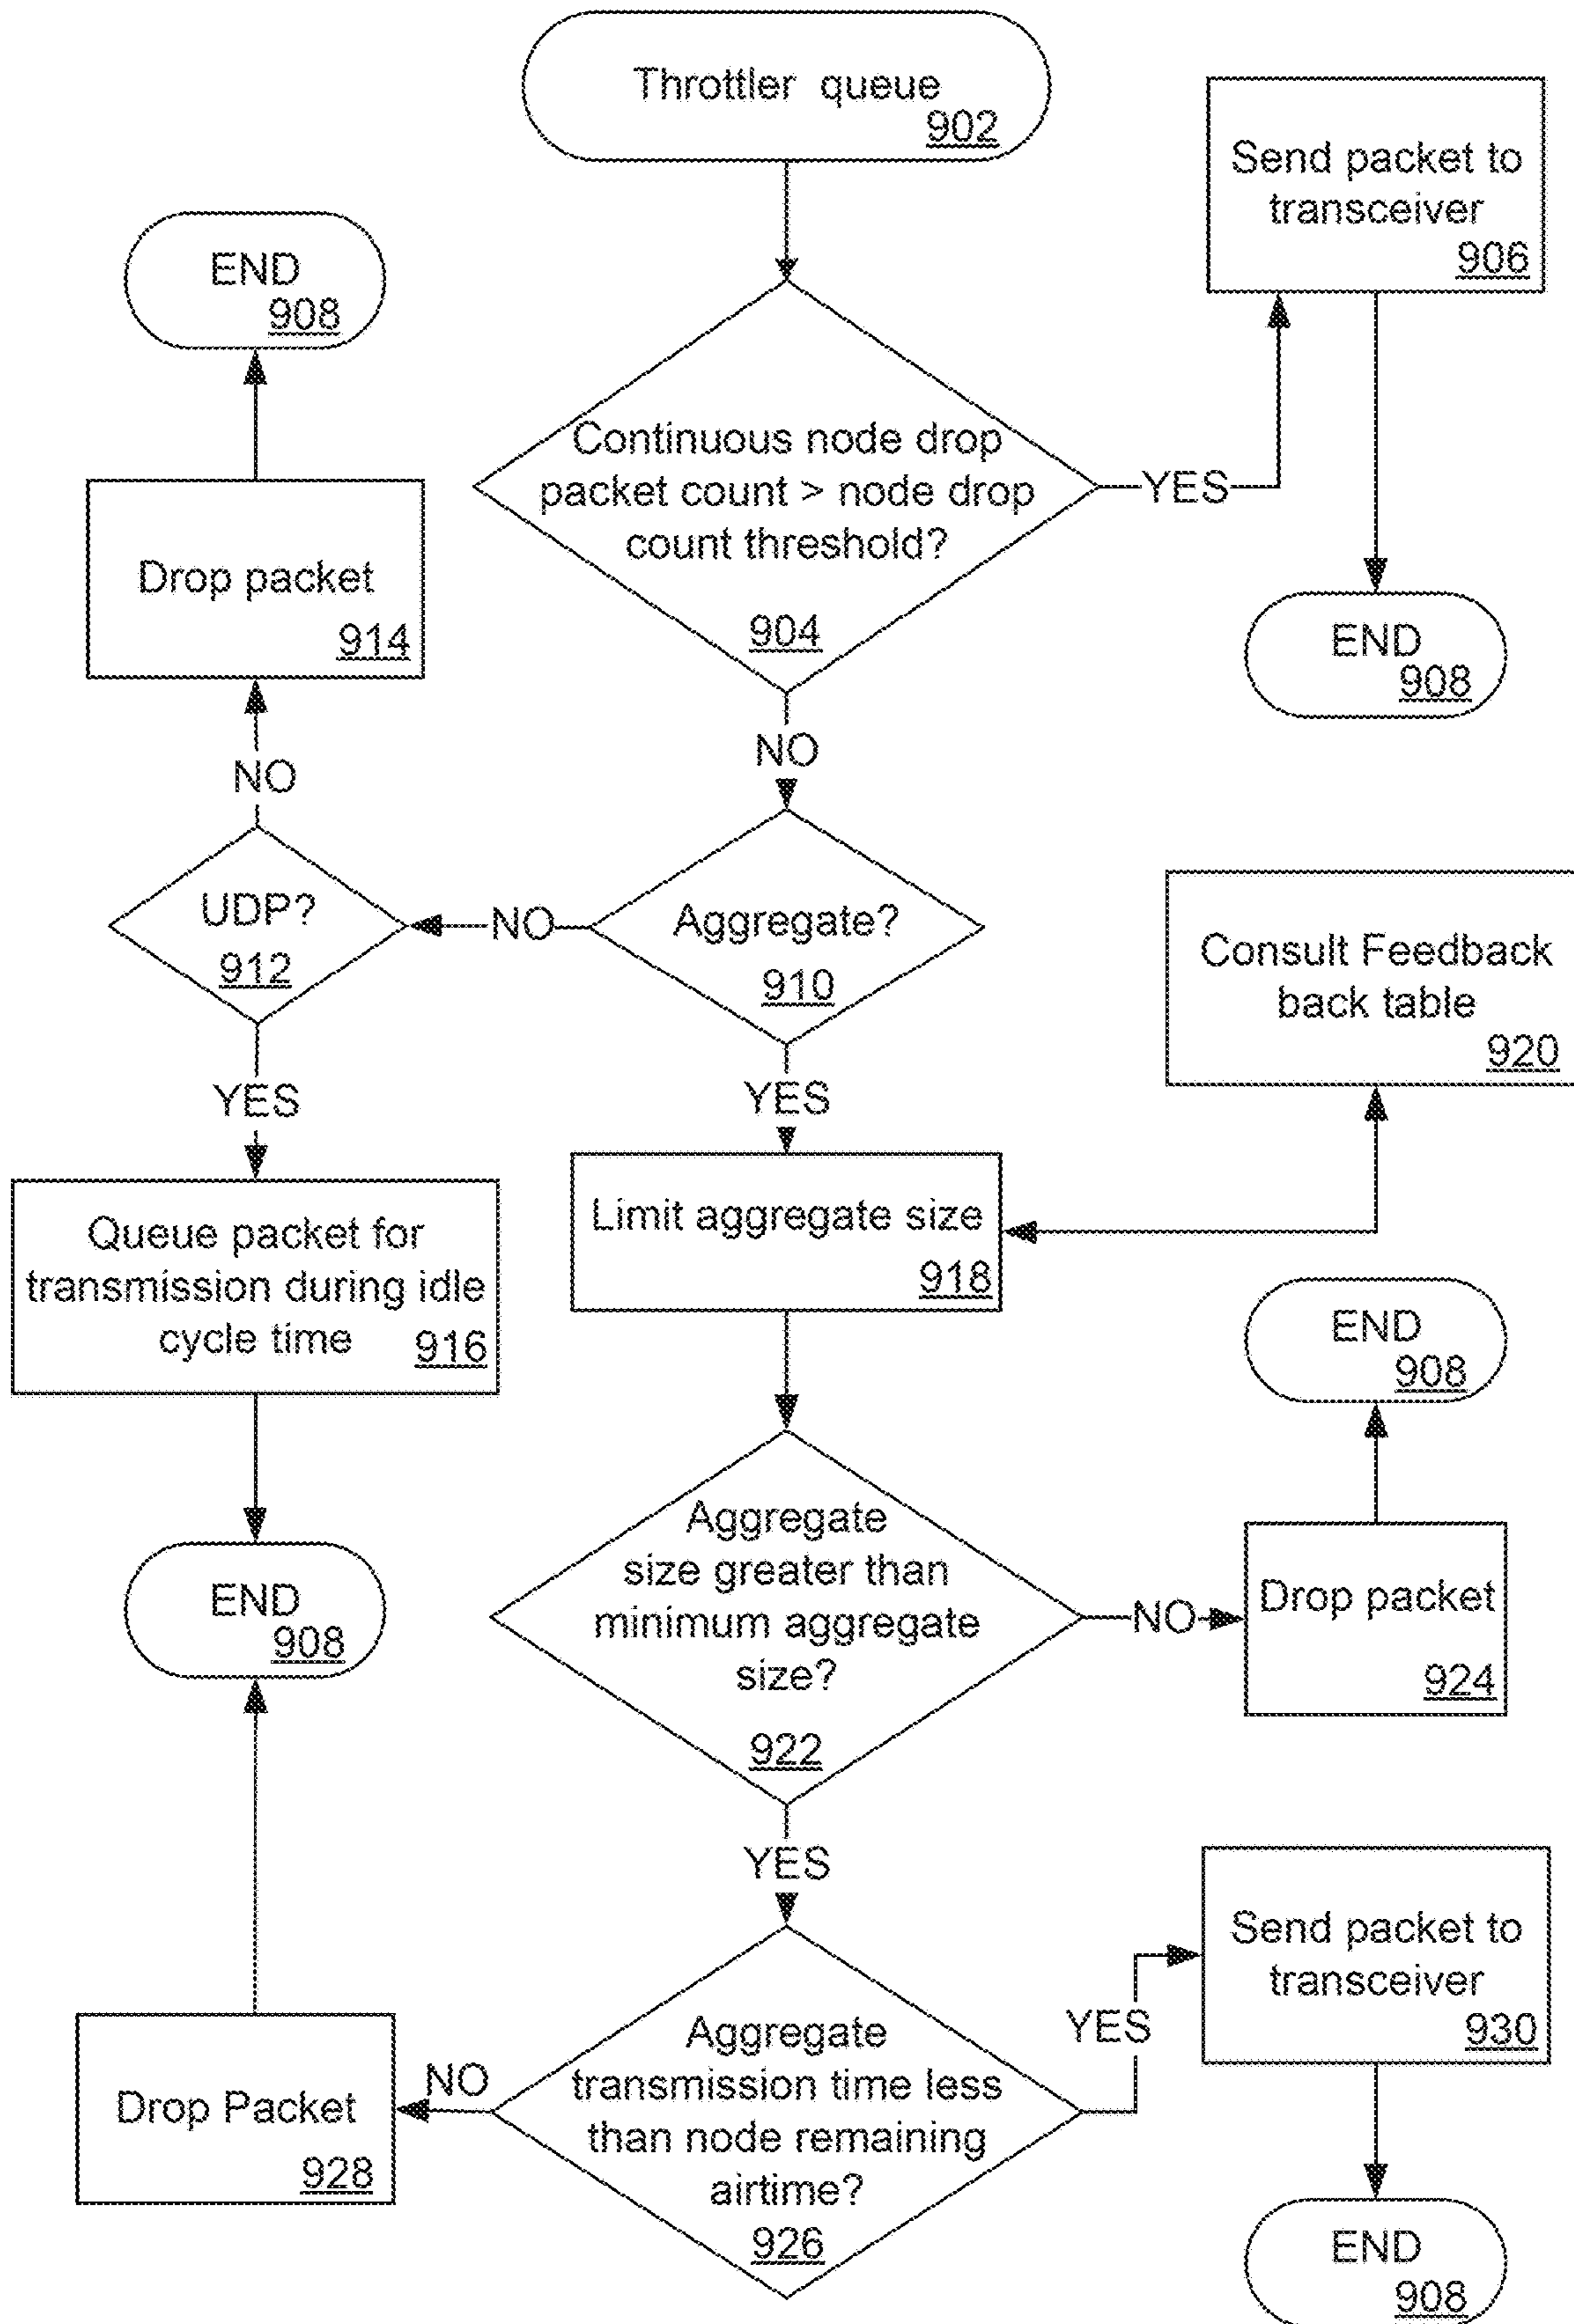 Throttler queue
902
Send packet to
transceiver
906
END
908
Continuous node drop
packet count > node drop
count threshold?
904
YES
END
908
Drop packet
914
NO
NO
UDP?
912
NO
Aggregate?
910
Consult Feedback
back table
920
YES
YES
Queue packet for
transmission during idle
cycle time 916
Limit aggregate size
918
END
908
END
908
Aggregate
size greater than
minimum aggregate
size?
922
NO
Drop packet
924
YES
Send packet to
transceiver
930
YES
Aggregate
transmission time less
than node remaining
airtime?
926
NO
Drop Packet
928
END
908